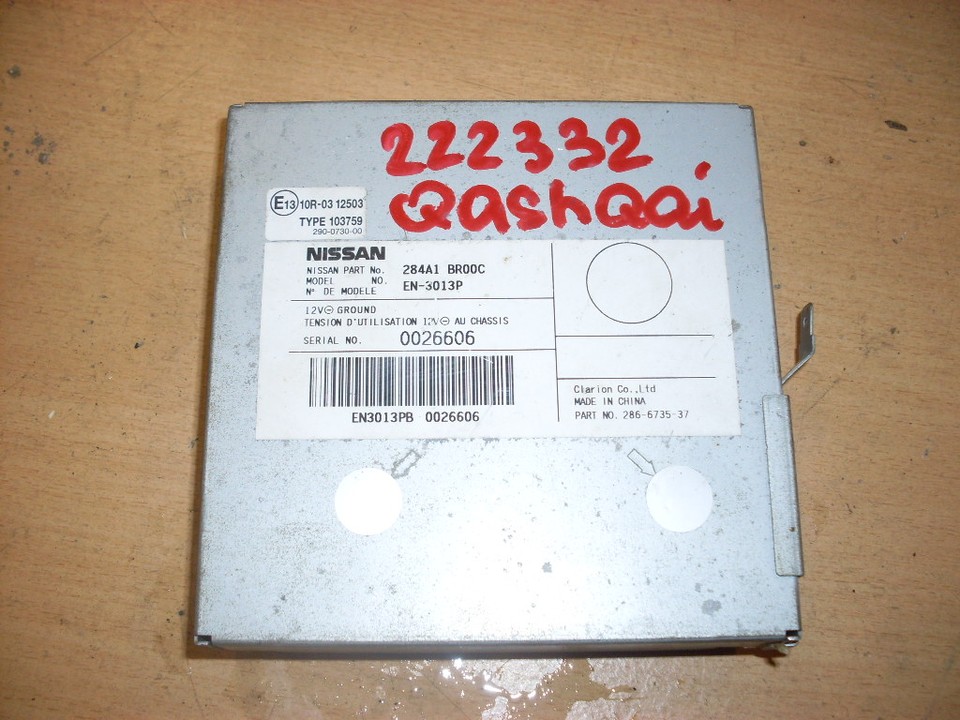 222332
Qashqai
E13 10R-03 12503
TYPE 103759
290-0730-00
NISSAN
NISSAN PART No. 284A1 BR00C
MODEL NO. EN-3013P
N° DE MODELE
12V⊖ GROUND
TENSION D'UTILISATION 12V⊖ AU CHASSIS
SERIAL NO. 0026606
EN3013PB 0026606
Clarion Co.,Ltd
MADE IN CHINA
PART NO. 286-6735-37